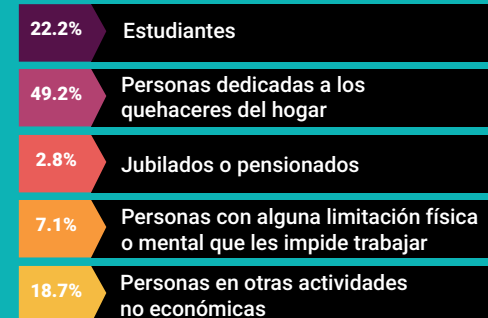 22.2% Estudiantes
49.2% Personas dedicadas a los
quehaceres del hogar
2.8% Jubilados o pensionados
7.1% Personas con alguna limitación física
o mental que les impide trabajar
18.7% Personas en otras actividades
no económicas